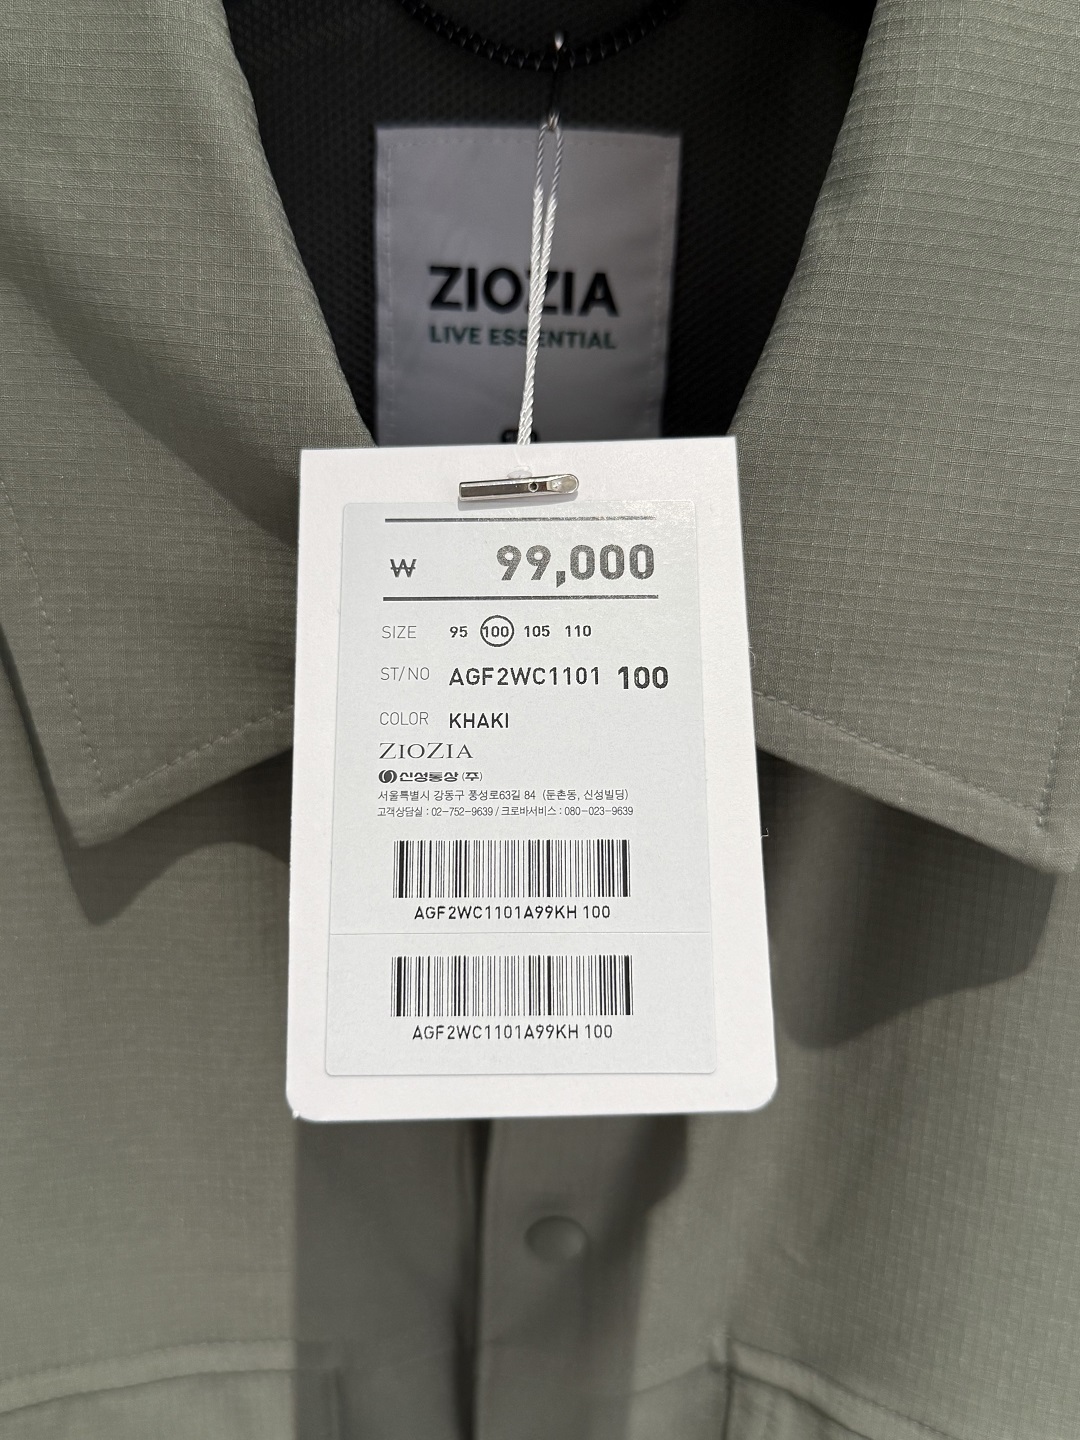 ZIOZIA
LIVE ESSENTIAL
₩ 99,000
SIZE 95 100 105 110
ST/NO AGF2WC1101 100
COLOR KHAKI
ZIOZIA
신성통상 (주)
서울특별시 강동구 풍성로63길 84 (둔촌동, 신성빌딩)
고객상담실 : 02-752-9639 / 크로바서비스 : 080-023-9639
AGF2WC1101A99KH 100
AGF2WC1101A99KH 100